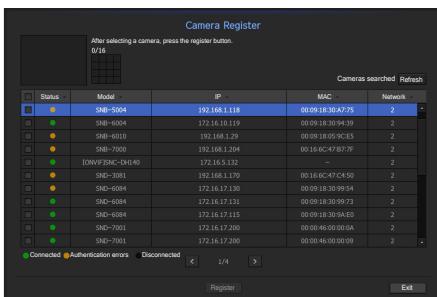 Camera Register
After selecting a camera, press the register button.
0/16
Cameras searched Refresh
Status Model IP MAC Network
SNB-5004 192.168.1.118 00:09:18:30:A7:75 2
SNB-6004 172.16.10.119 00:09:18:30:94:39 2
SNB-6010 192.168.1.29 00:09:18:05:9C:E5 2
SNB-7000 192.168.1.204 00:16:6C:47:B7:7F 2
[ONVIF]SNC-DH140 172.16.5.132 – 2
SND-3081 192.168.1.170 00:16:6C:47:C4:50 2
SND-6084 172.16.17.130 00:09:18:30:99:54 2
SND-6084 172.16.17.131 00:09:18:30:99:73 2
SND-6084 172.16.17.115 00:09:18:30:9A:E0 2
SND-7001 172.16.17.200 00:00:46:00:00:0A 2
SND-7001 172.16.17.200 00:00:46:00:00:09 2
Connected Authentication errors Disconnected
< 1/4 >
Register Exit